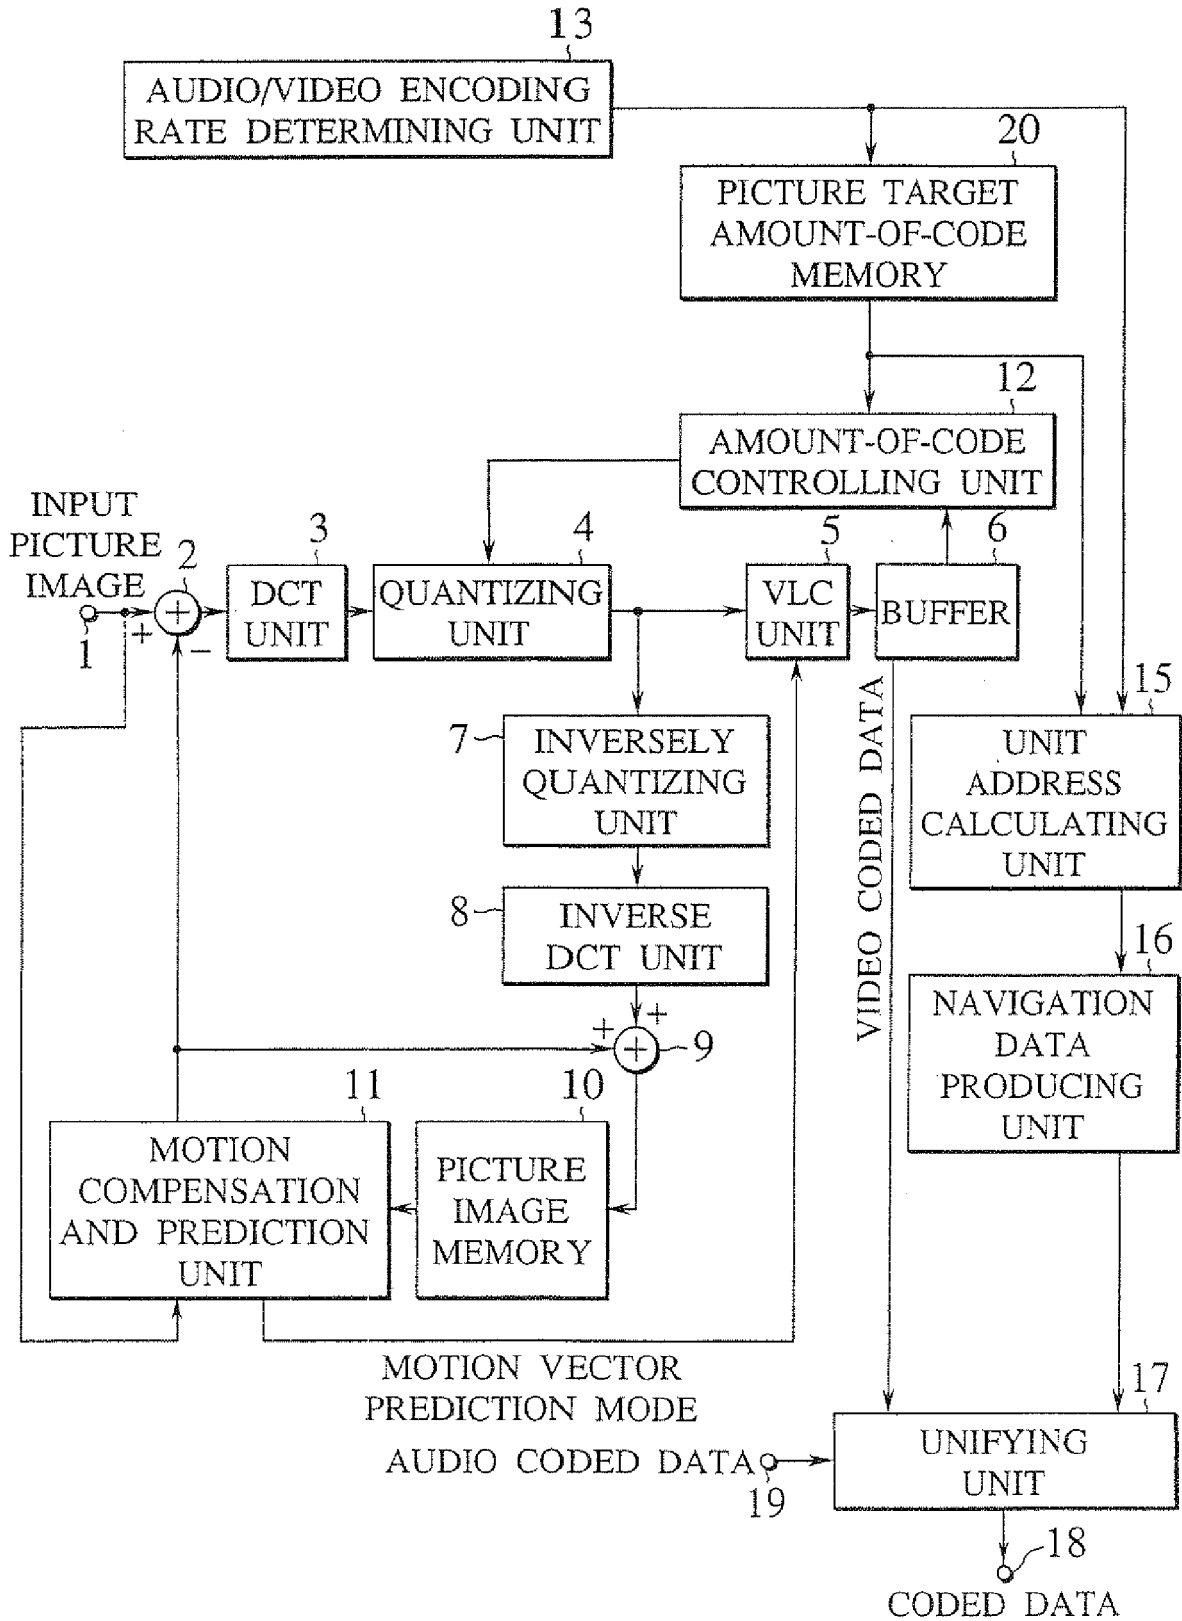 13
AUDIO/VIDEO ENCODING
RATE DETERMINING UNIT
20
PICTURE TARGET
AMOUNT-OF-CODE
MEMORY
12
AMOUNT-OF-CODE
CONTROLLING UNIT
INPUT
PICTURE
IMAGE
1
+
−
2
+
3
DCT
UNIT
4
QUANTIZING
UNIT
5
VLC
UNIT
6
BUFFER
7
INVERSELY
QUANTIZING
UNIT
8
INVERSE
DCT UNIT
+
+
+
9
10
PICTURE
IMAGE
MEMORY
11
MOTION
COMPENSATION
AND PREDICTION
UNIT
MOTION VECTOR
PREDICTION MODE
VIDEO CODED DATA
15
UNIT
ADDRESS
CALCULATING
UNIT
16
NAVIGATION
DATA
PRODUCING
UNIT
17
UNIFYING
UNIT
AUDIO CODED DATA
19
18
CODED DATA